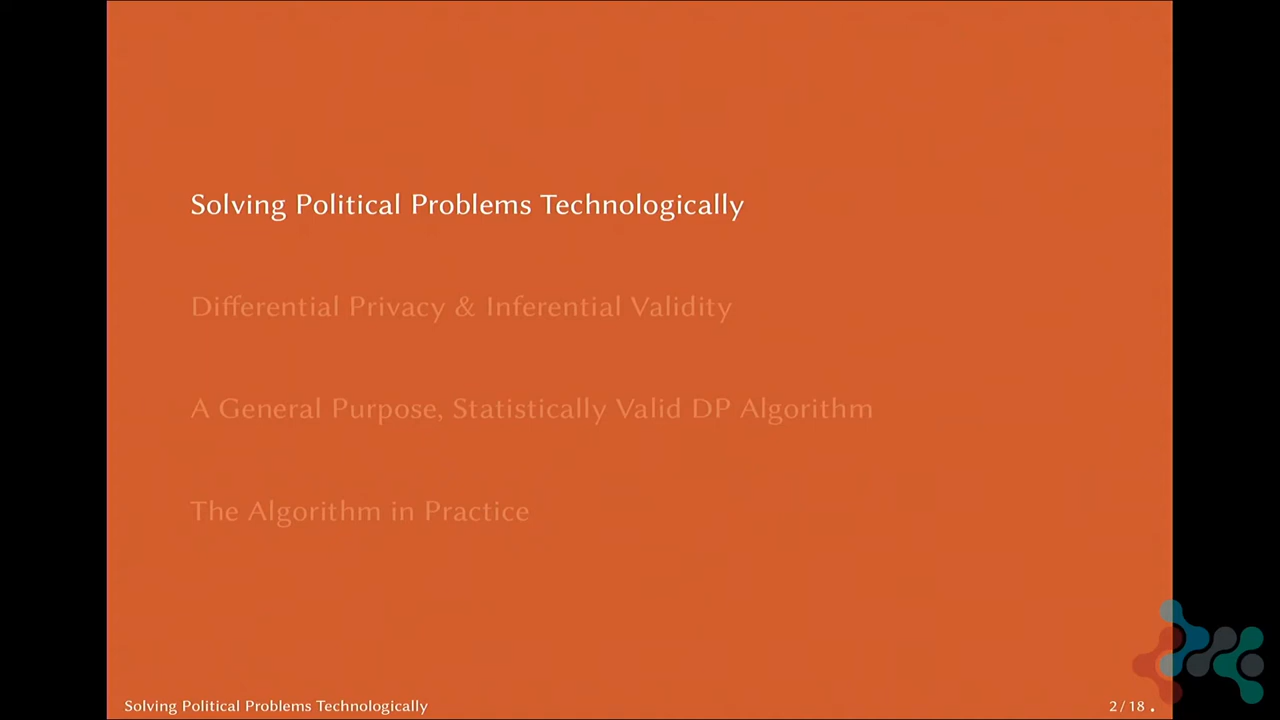 Solving Political Problems Technologically
Differential Privacy & Inferential Validity
A General Purpose, Statistically Valid DP Algorithm
The Algorithm in Practice
Solving Political Problems Technologically
2 / 18 .